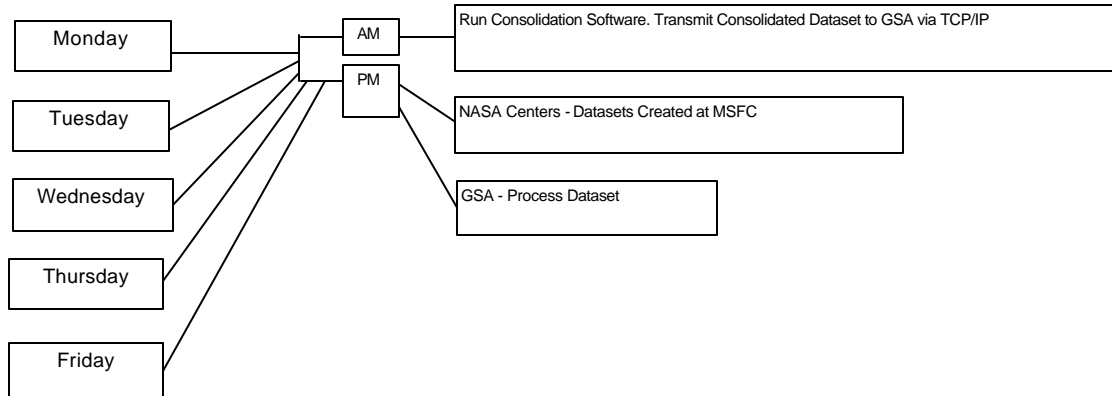 Monday
AM
Run Consolidation Software. Transmit Consolidated Dataset to GSA via TCP/IP
PM
Tuesday
NASA Centers - Datasets Created at MSFC
Wednesday
GSA - Process Dataset
Thursday
Friday